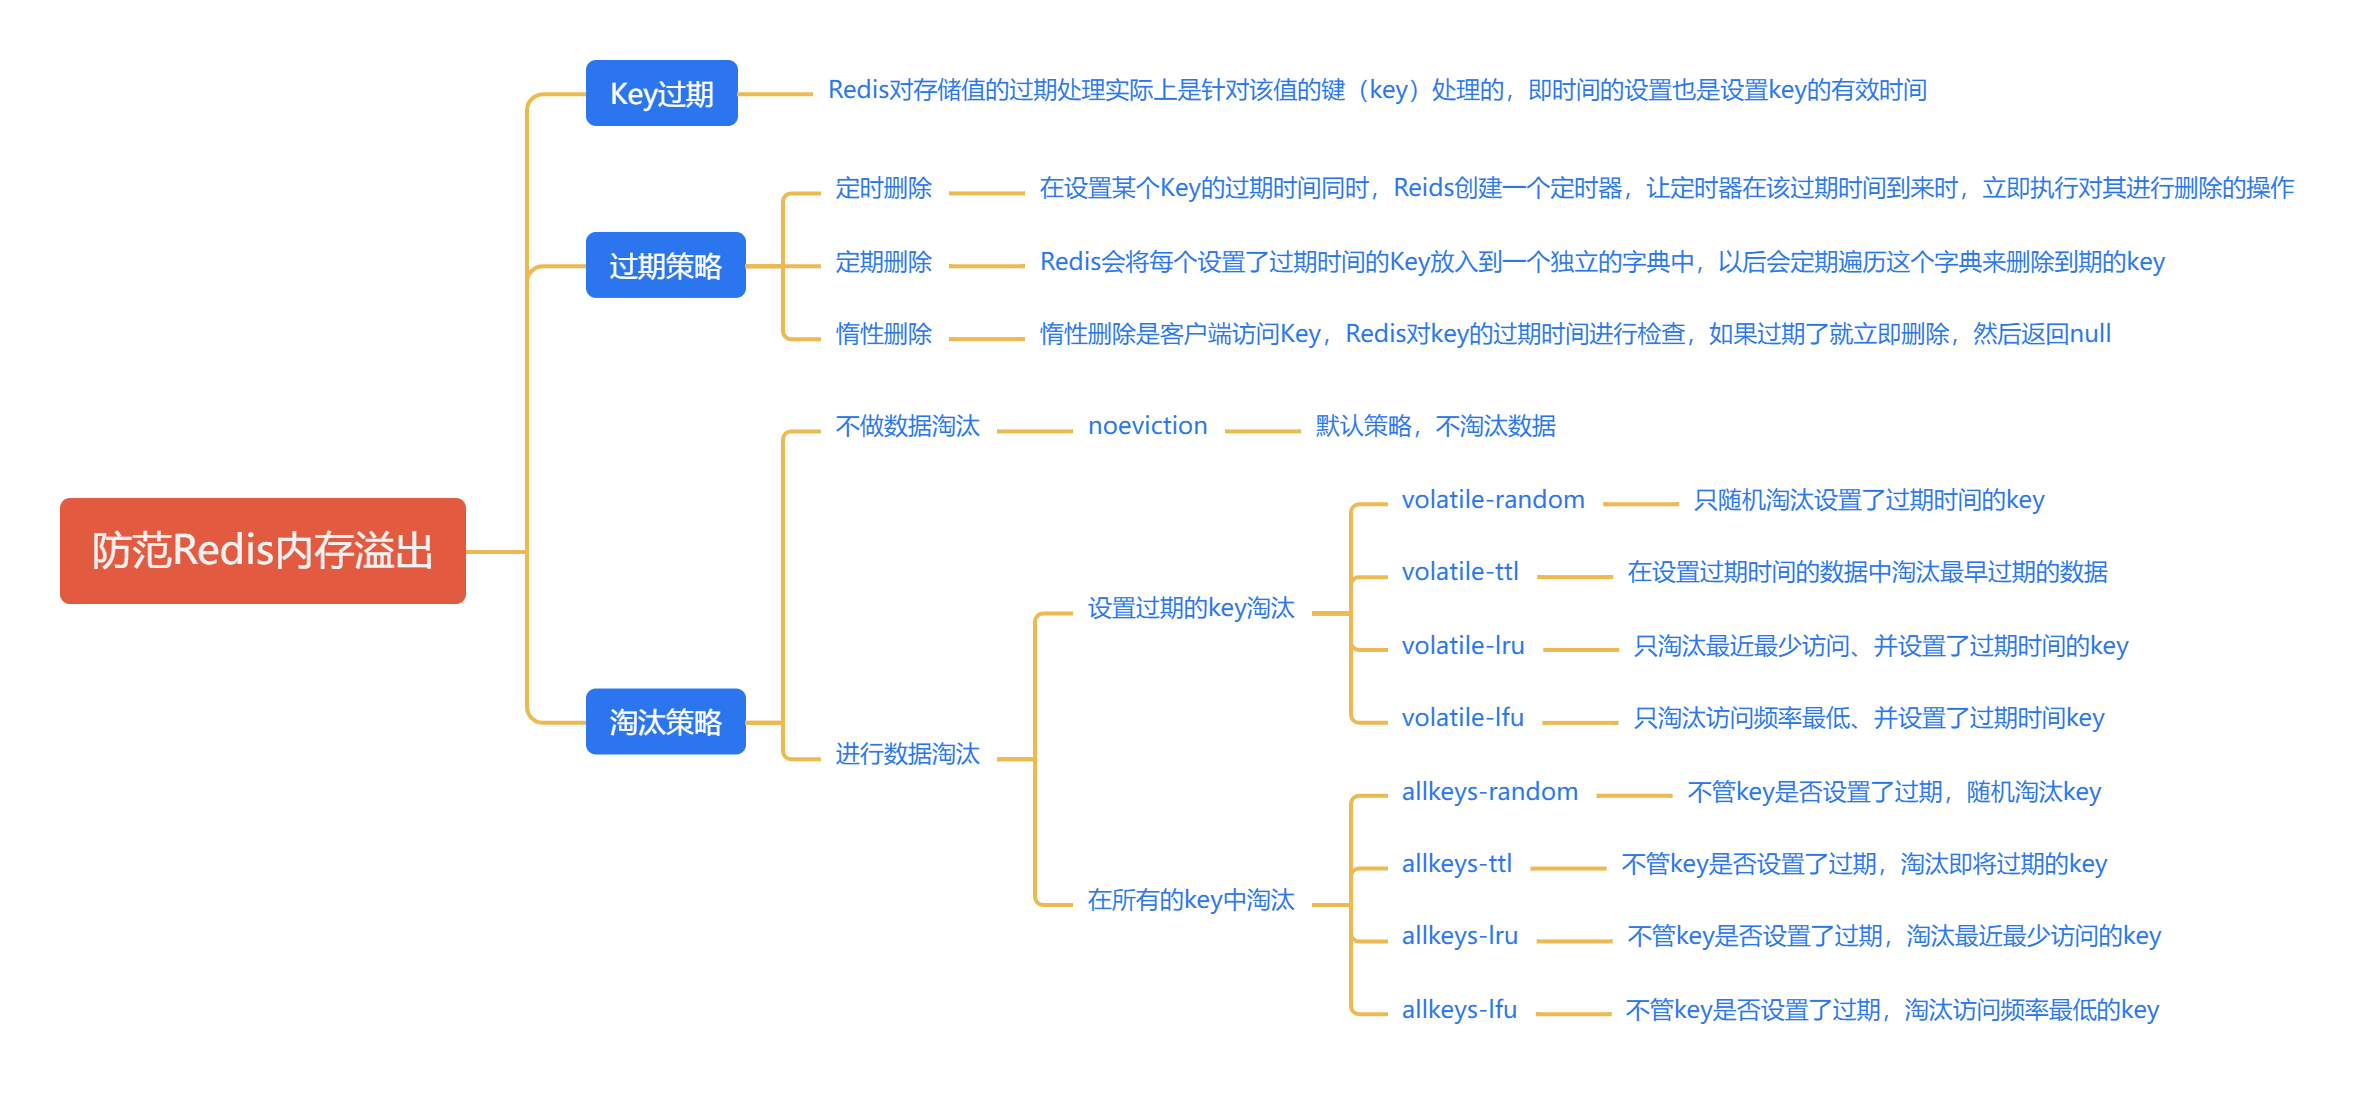 防范Redis内存溢出
Key过期
Redis对存储值的过期处理实际上是针对该值的键（key）处理的，即时间的设置也是设置key的有效时间
过期策略
定时删除
在设置某个Key的过期时间同时，Reids创建一个定时器，让定时器在该过期时间到来时，立即执行对其进行删除的操作
定期删除
Redis会将每个设置了过期时间的Key放入到一个独立的字典中，以后会定期遍历这个字典来删除到期的key
惰性删除
惰性删除是客户端访问Key，Redis对key的过期时间进行检查，如果过期了就立即删除，然后返回null
淘汰策略
不做数据淘汰
noeviction
默认策略，不淘汰数据
进行数据淘汰
设置过期的key淘汰
volatile-random
只随机淘汰设置了过期时间的key
volatile-ttl
在设置过期时间的数据中淘汰最早过期的数据
volatile-lru
只淘汰最近最少访问、并设置了过期时间的key
volatile-lfu
只淘汰访问频率最低、并设置了过期时间key
在所有的key中淘汰
allkeys-random
不管key是否设置了过期，随机淘汰key
allkeys-ttl
不管key是否设置了过期，淘汰即将过期的key
allkeys-lru
不管key是否设置了过期，淘汰最近最少访问的key
allkeys-lfu
不管key是否设置了过期，淘汰访问频率最低的key